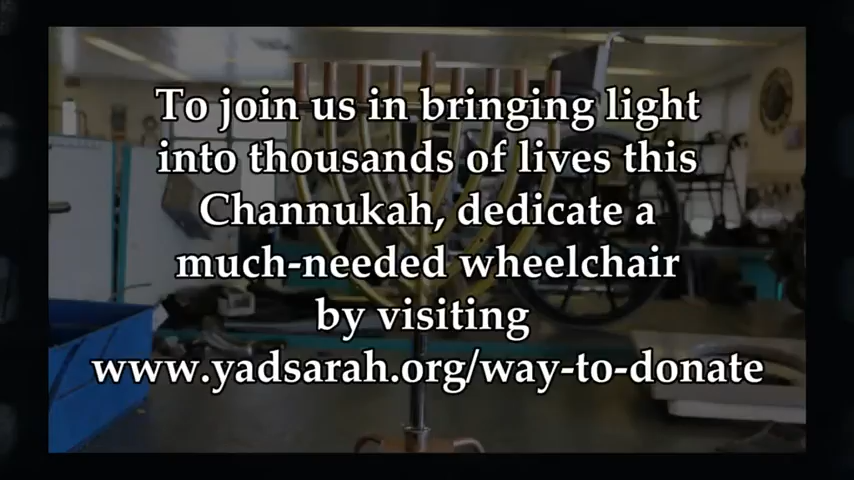 To join us in bringing light
into thousands of lives this
Channukah, dedicate a
much-needed wheelchair
by visiting
www.yadsarah.org/way-to-donate